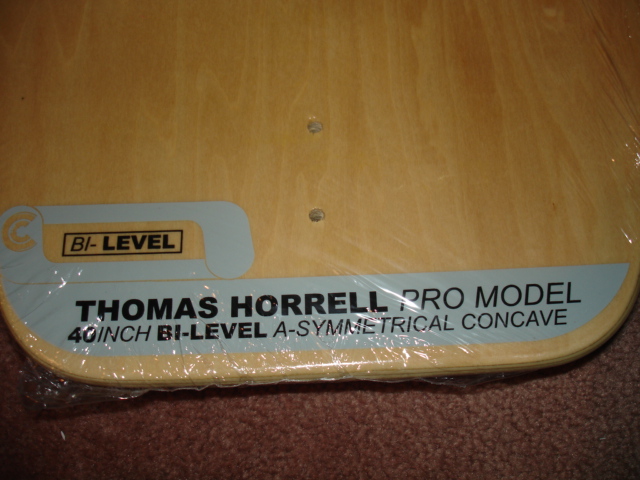 BI- LEVEL
THOMAS HORRELL PRO MODEL
40INCH BI-LEVEL A-SYMMETRICAL CONCAVE